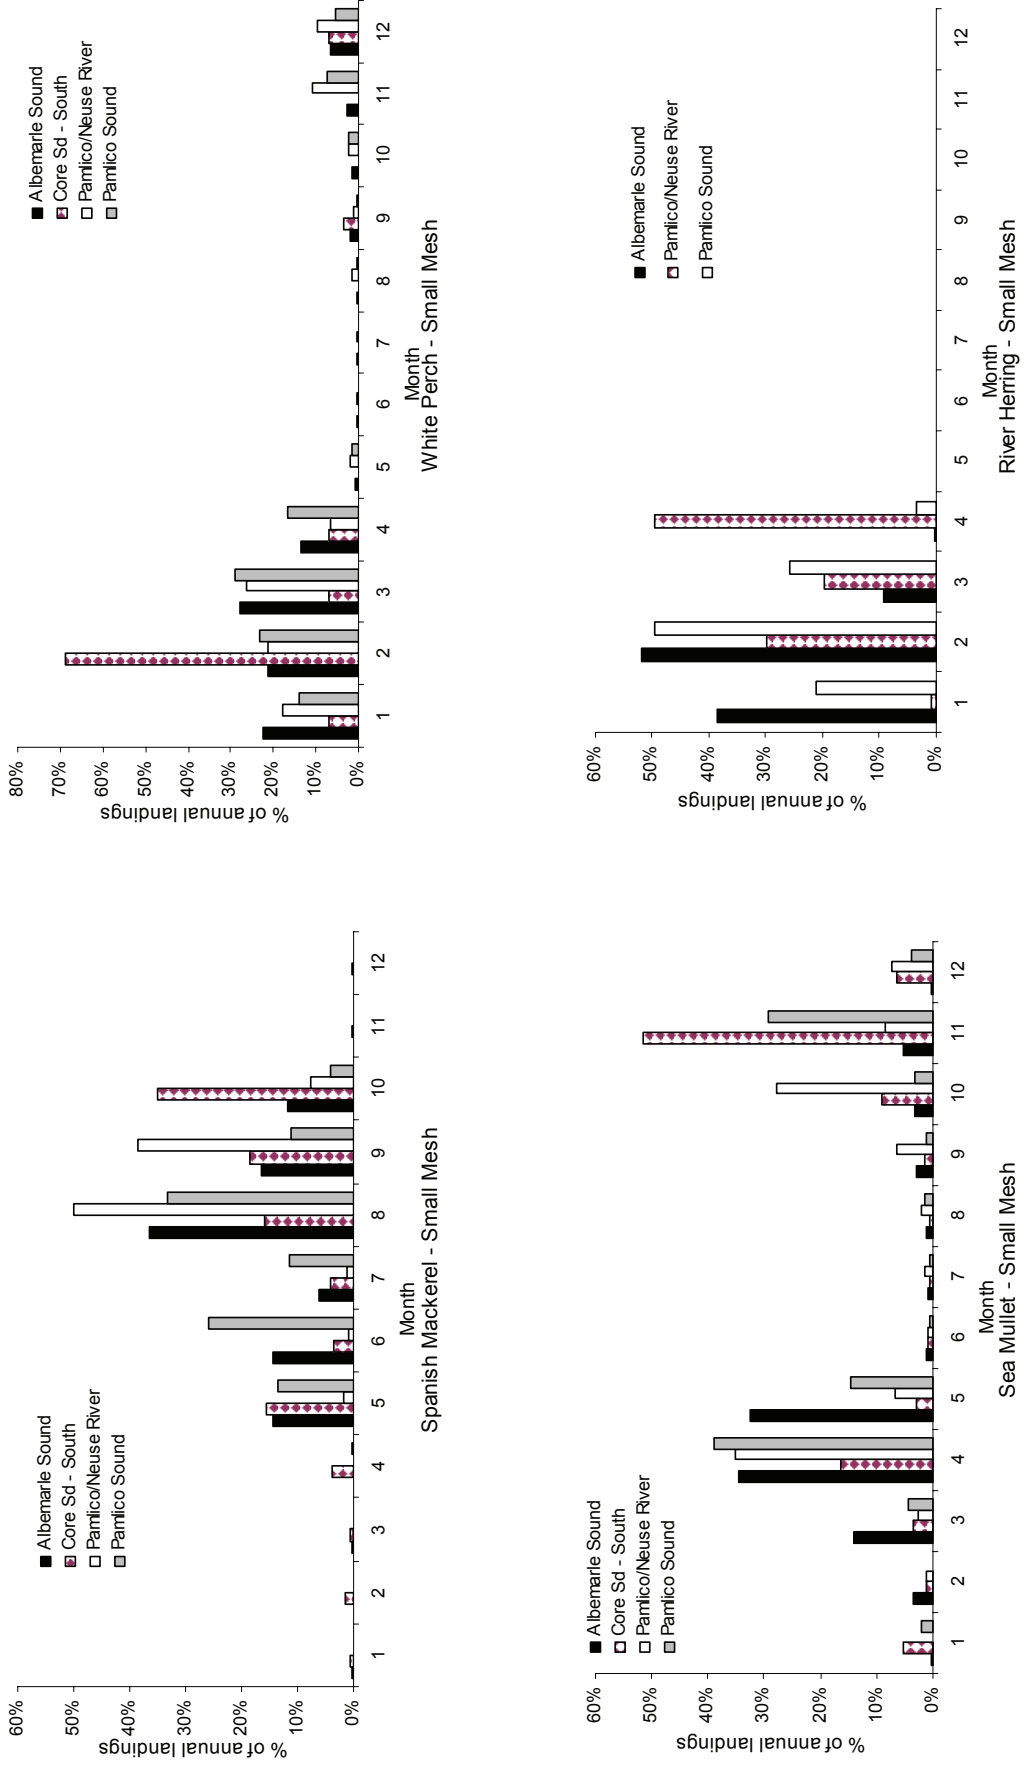 60%
50%
40%
30%
20%
10%
0%
% of annual landings
Albemarle Sound
Core Sd - South
Pamlico/Neuse River
Pamlico Sound
1 2 3 4 5 6 7 8 9 10 11 12
Month
Spanish Mackerel - Small Mesh
80%
70%
60%
50%
40%
30%
20%
10%
0%
% of annual landings
Albemarle Sound
Core Sd - South
Pamlico/Neuse River
Pamlico Sound
1 2 3 4 5 6 7 8 9 10 11 12
Month
White Perch - Small Mesh
60%
50%
40%
30%
20%
10%
0%
% of annual landings
Albemarle Sound
Core Sd - South
Pamlico/Neuse River
Pamlico Sound
1 2 3 4 5 6 7 8 9 10 11 12
Month
Sea Mullet - Small Mesh
60%
50%
40%
30%
20%
10%
0%
% of annual landings
Albemarle Sound
Pamlico/Neuse River
Pamlico Sound
1 2 3 4 5 6 7 8 9 10 11 12
Month
River Herring - Small Mesh